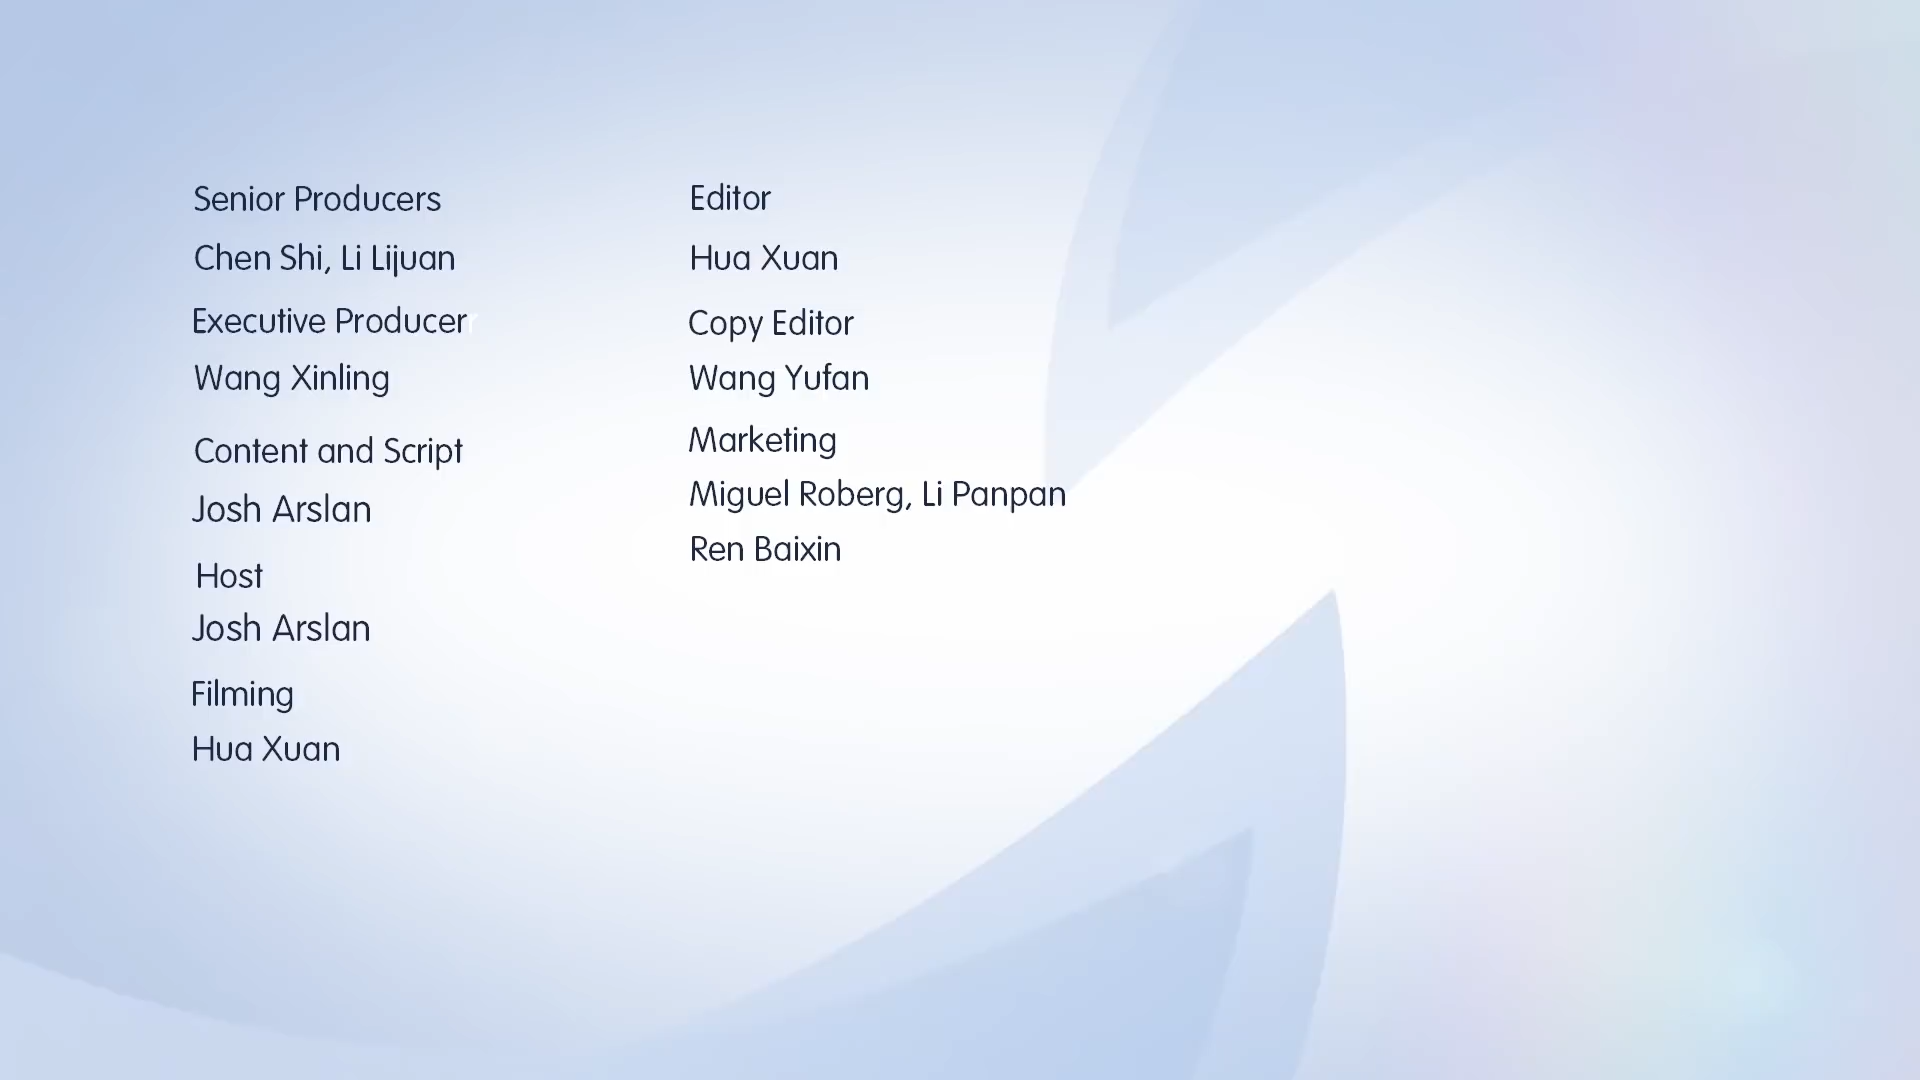 Senior Producers
Chen Shi, Li Lijuan
Executive Producer
Wang Xinling
Content and Script
Josh Arslan
Host
Josh Arslan
Filming
Hua Xuan
Editor
Hua Xuan
Copy Editor
Wang Yufan
Marketing
Miguel Roberg, Li Panpan
Ren Baixin